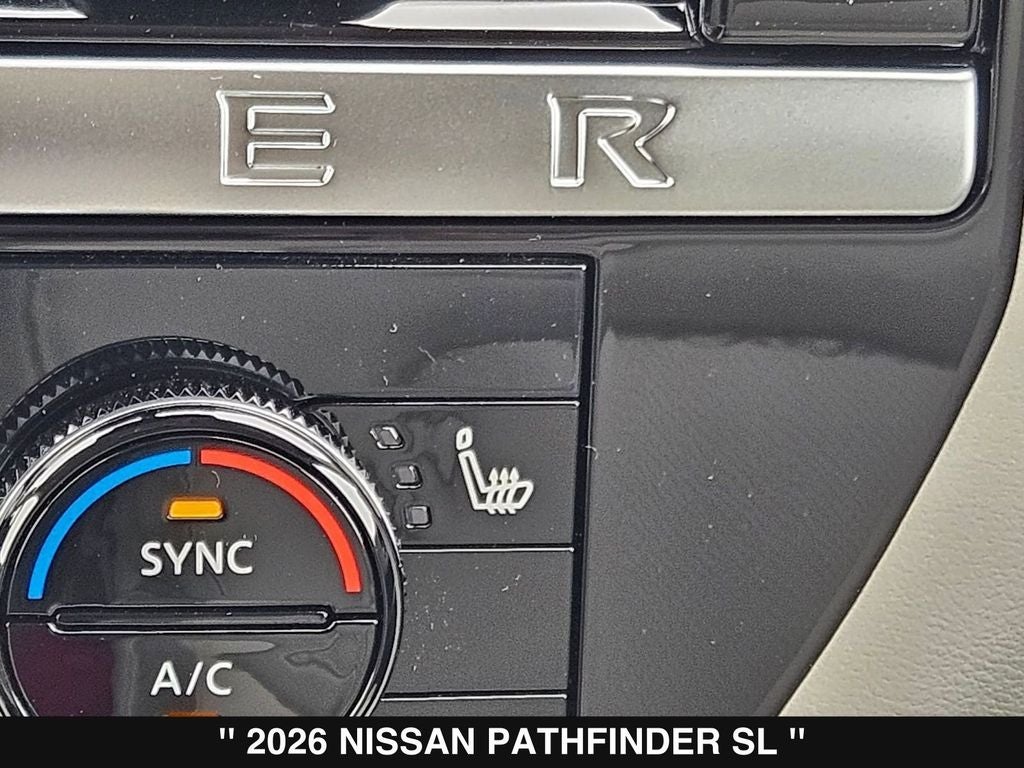 E R
SYNC
A/C
" 2026 NISSAN PATHFINDER SL "